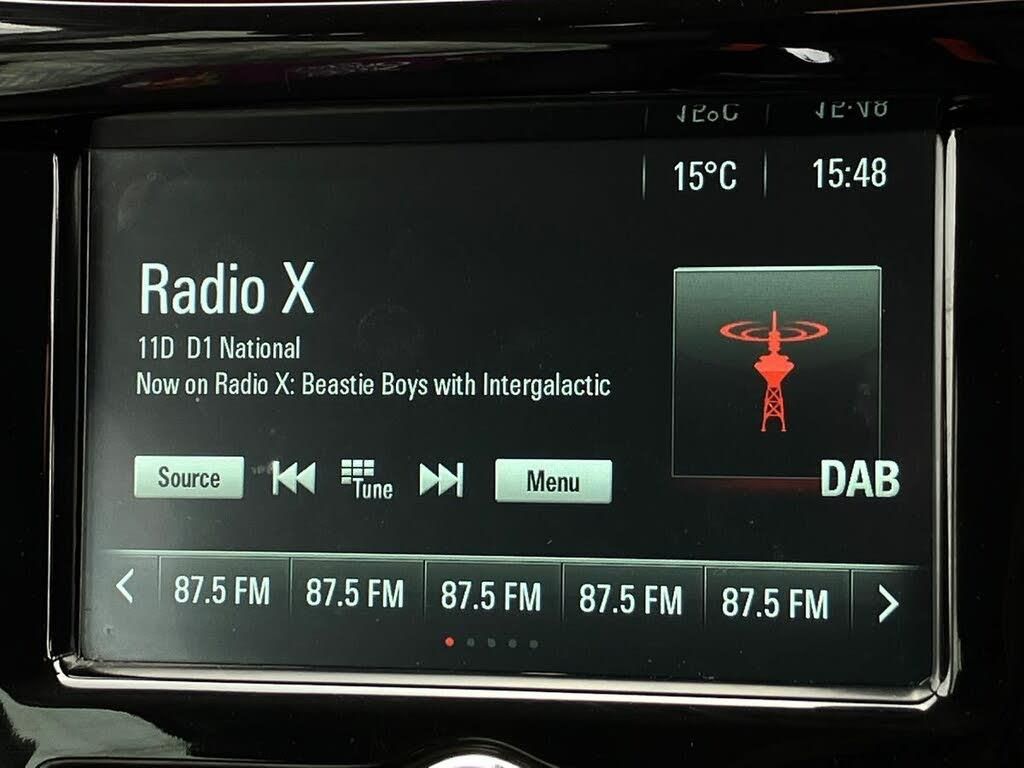 15°C 15:48
Radio X
11D D1 National
Now on Radio X: Beastie Boys with Intergalactic
Source Tune Menu
DAB
87.5 FM 87.5 FM 87.5 FM 87.5 FM 87.5 FM